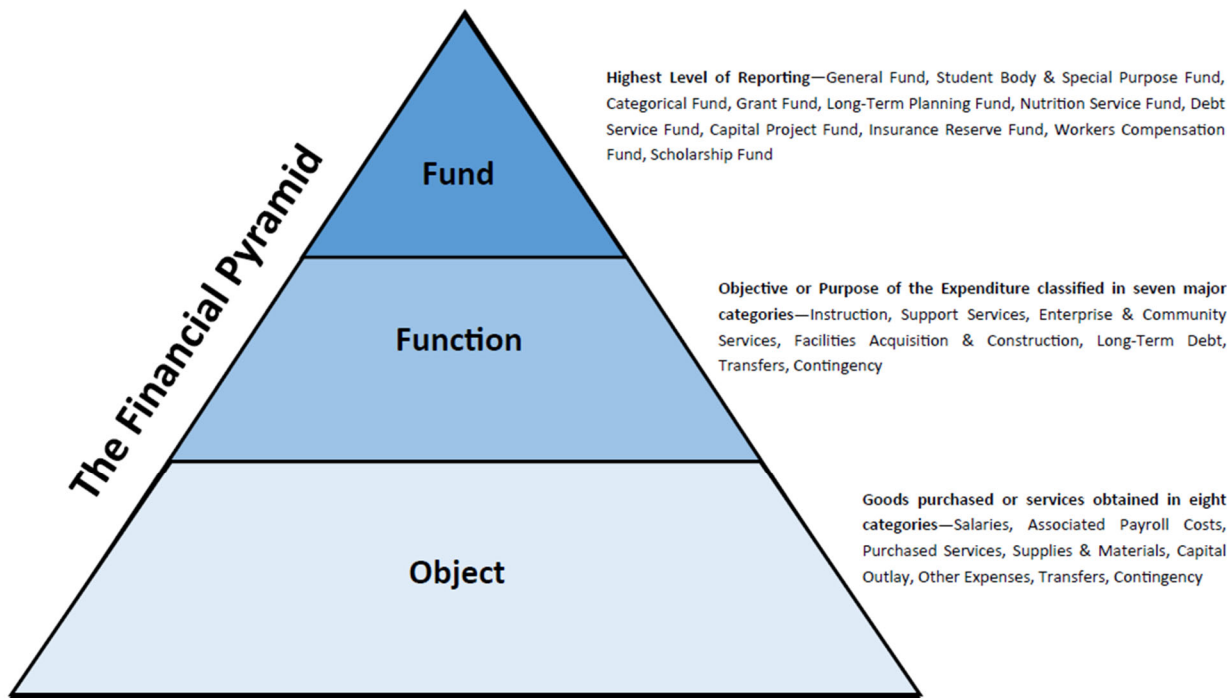 The Financial Pyramid
Highest Level of Reporting—General Fund, Student Body & Special Purpose Fund,
Categorical Fund, Grant Fund, Long-Term Planning Fund, Nutrition Service Fund, Debt
Service Fund, Capital Project Fund, Insurance Reserve Fund, Workers Compensation
Fund, Scholarship Fund
Fund
Objective or Purpose of the Expenditure classified in seven major
categories—Instruction, Support Services, Enterprise & Community
Services, Facilities Acquisition & Construction, Long-Term Debt,
Transfers, Contingency
Function
Goods purchased or services obtained in eight
categories—Salaries, Associated Payroll Costs,
Purchased Services, Supplies & Materials, Capital
Outlay, Other Expenses, Transfers, Contingency
Object